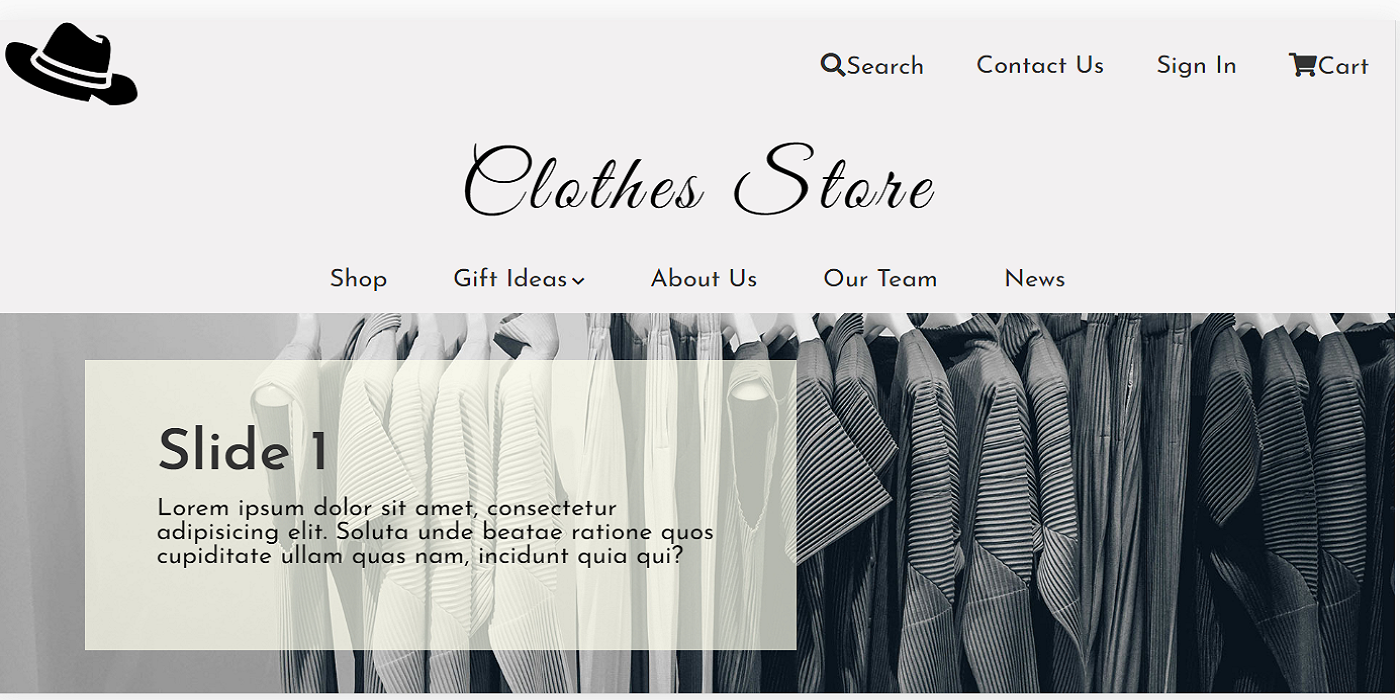 Search Contact Us Sign In Cart
Clothes Store
Shop Gift Ideas About Us Our Team News
Slide 1
Lorem ipsum dolor sit amet, consectetur
adipisicing elit. Soluta unde beatae ratione quos
cupiditate ullam quas nam, incidunt quia qui?